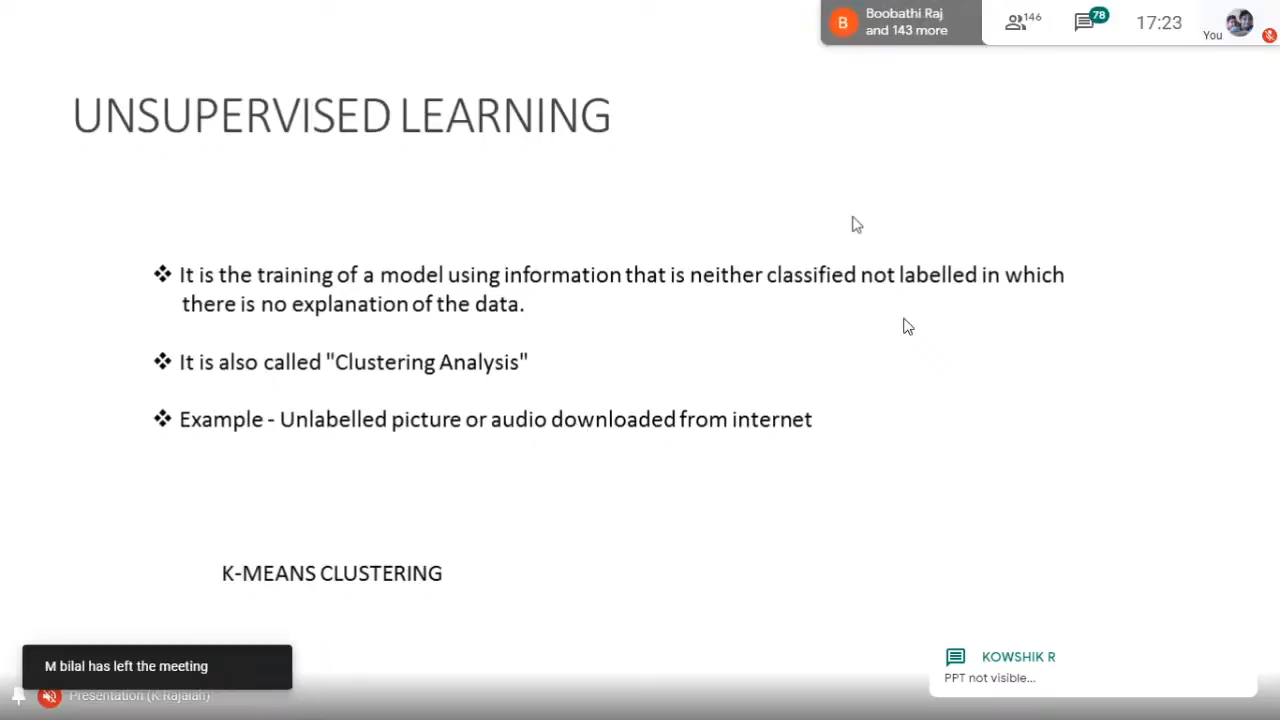 Boobathi Raj
and 143 more
B
146
78
17:23
You
UNSUPERVISED LEARNING
❖ It is the training of a model using information that is neither classified not labelled in which
there is no explanation of the data.
❖ It is also called "Clustering Analysis"
❖ Example - Unlabelled picture or audio downloaded from internet
K-MEANS CLUSTERING
M bilal has left the meeting
Presentation (K Rajaiah)
KOWSHIK R
PPT not visible...